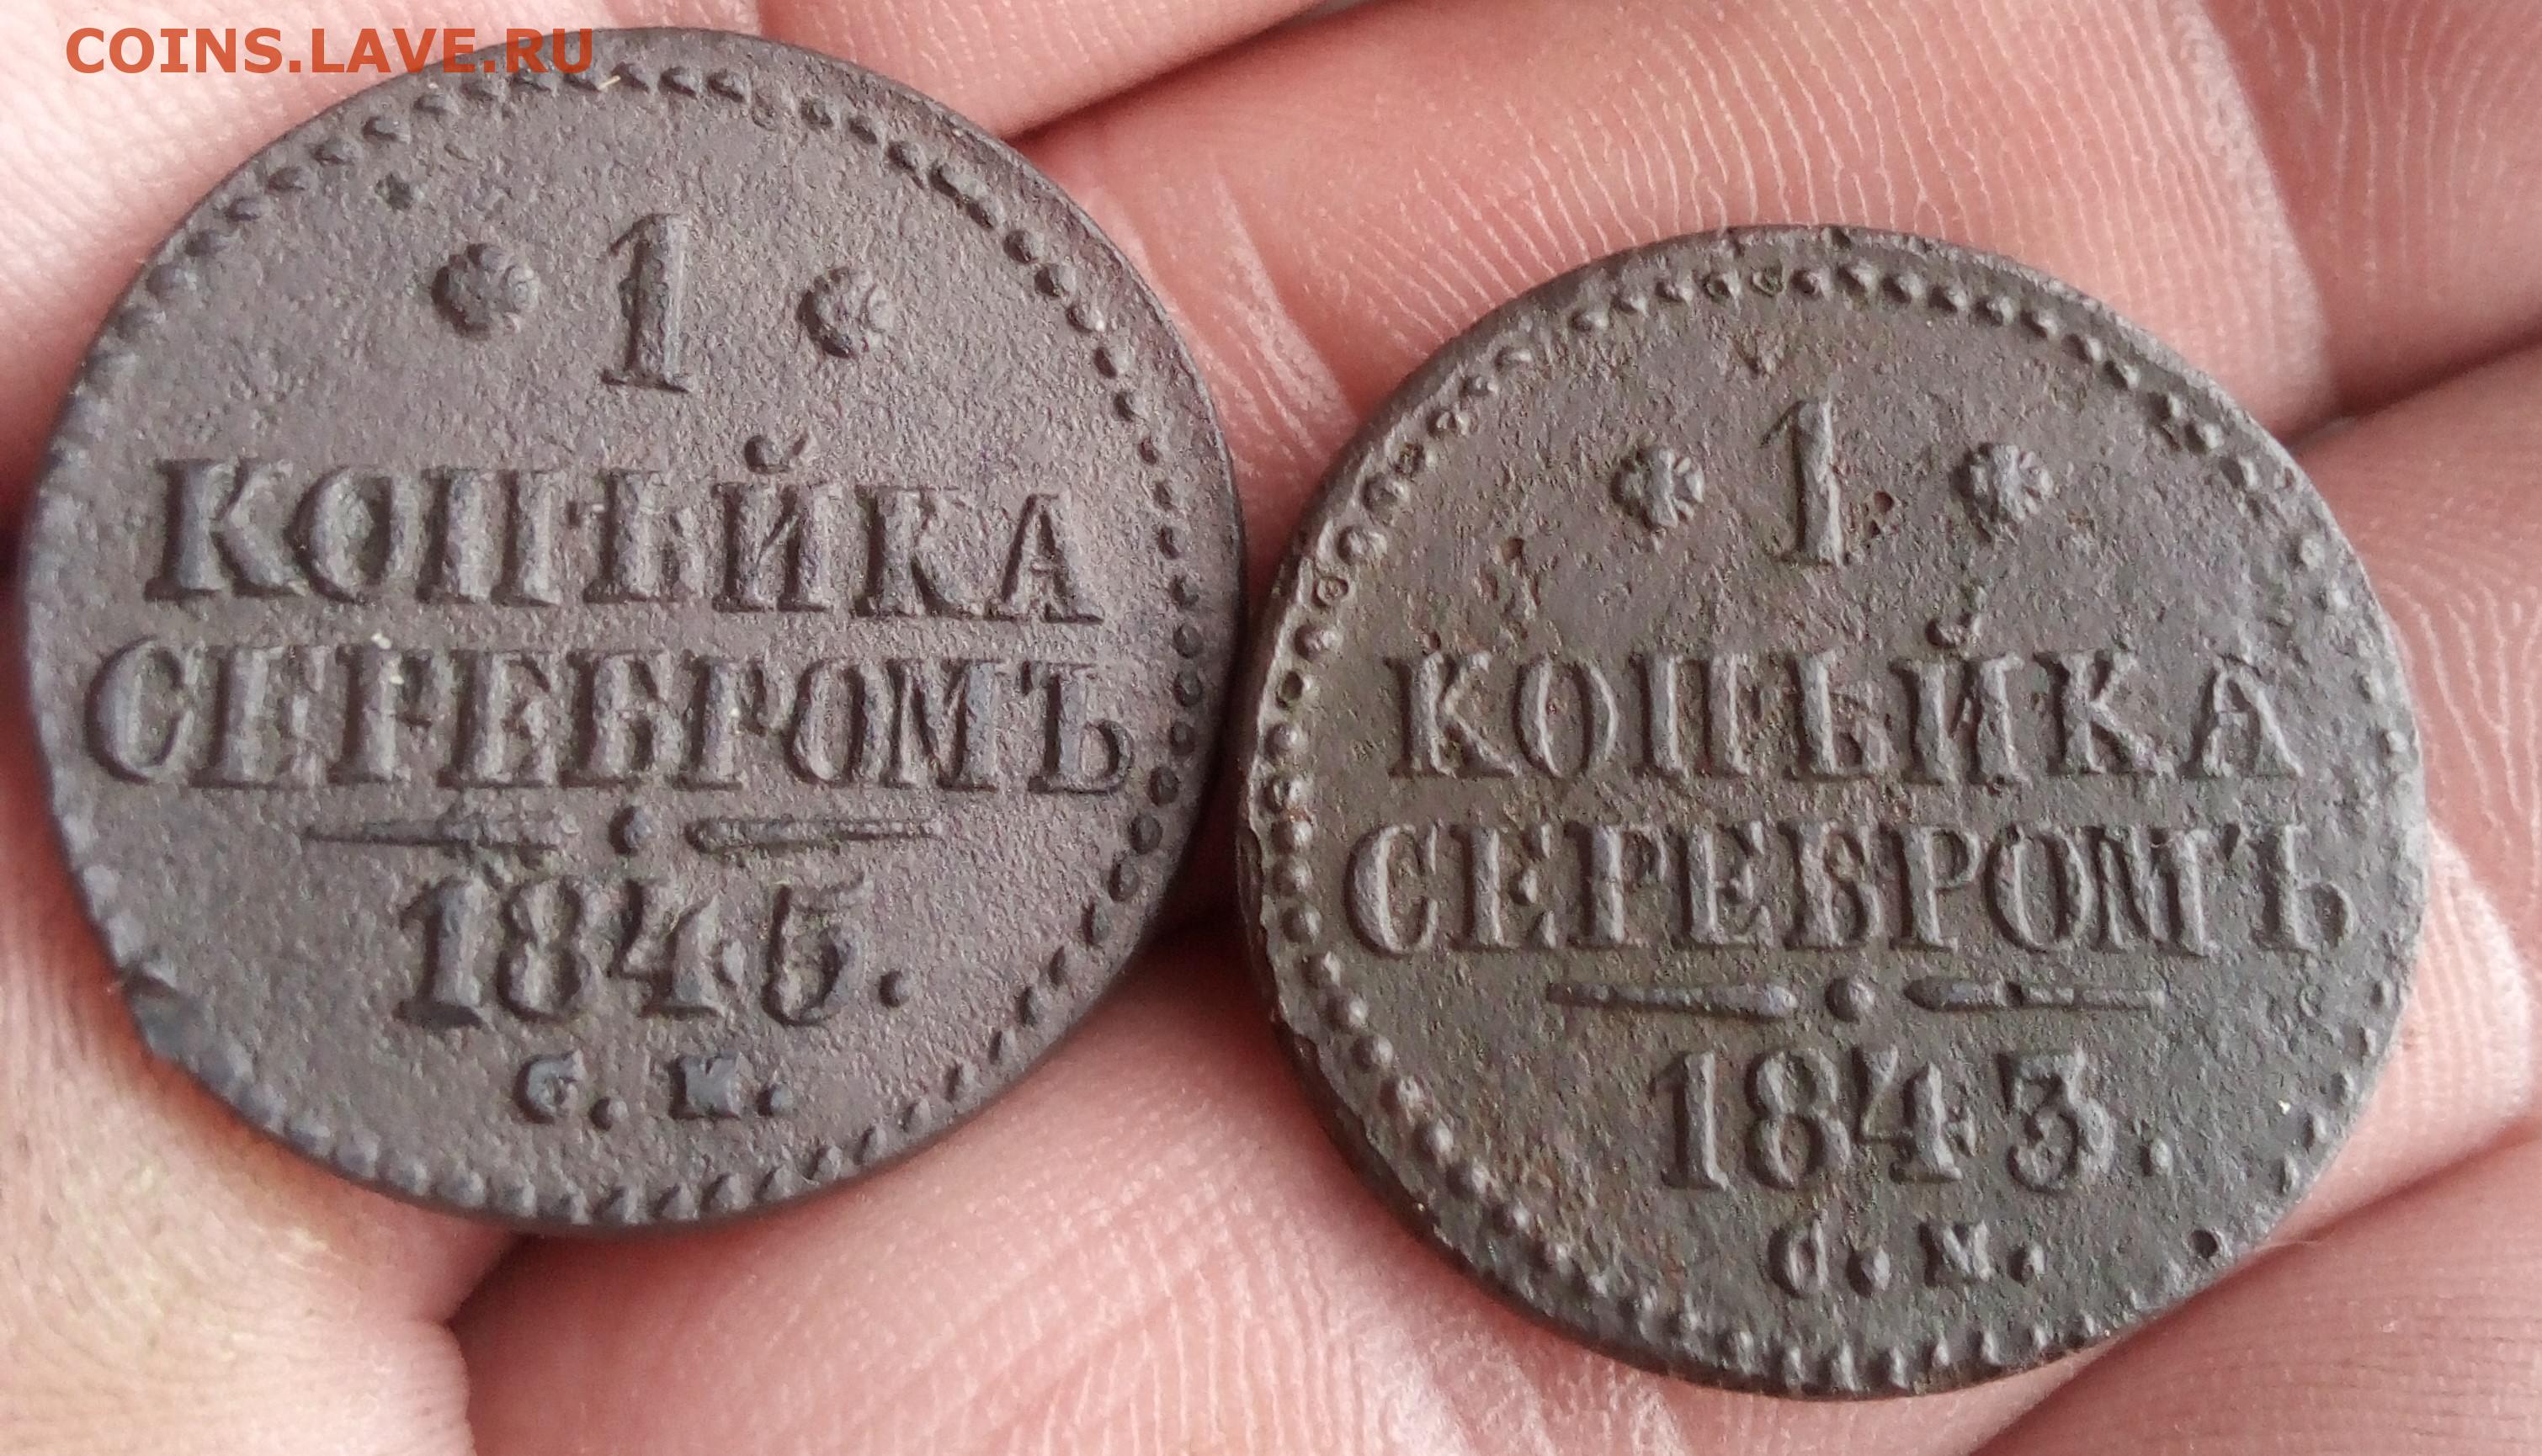 COINS.LAVE.RU
1
КОПѢЙКА
СЕРЕБРОМЪ
1845.
С. М.
1
КОПѢЙКА
СЕРЕБРОМЪ
1843.
С. М.